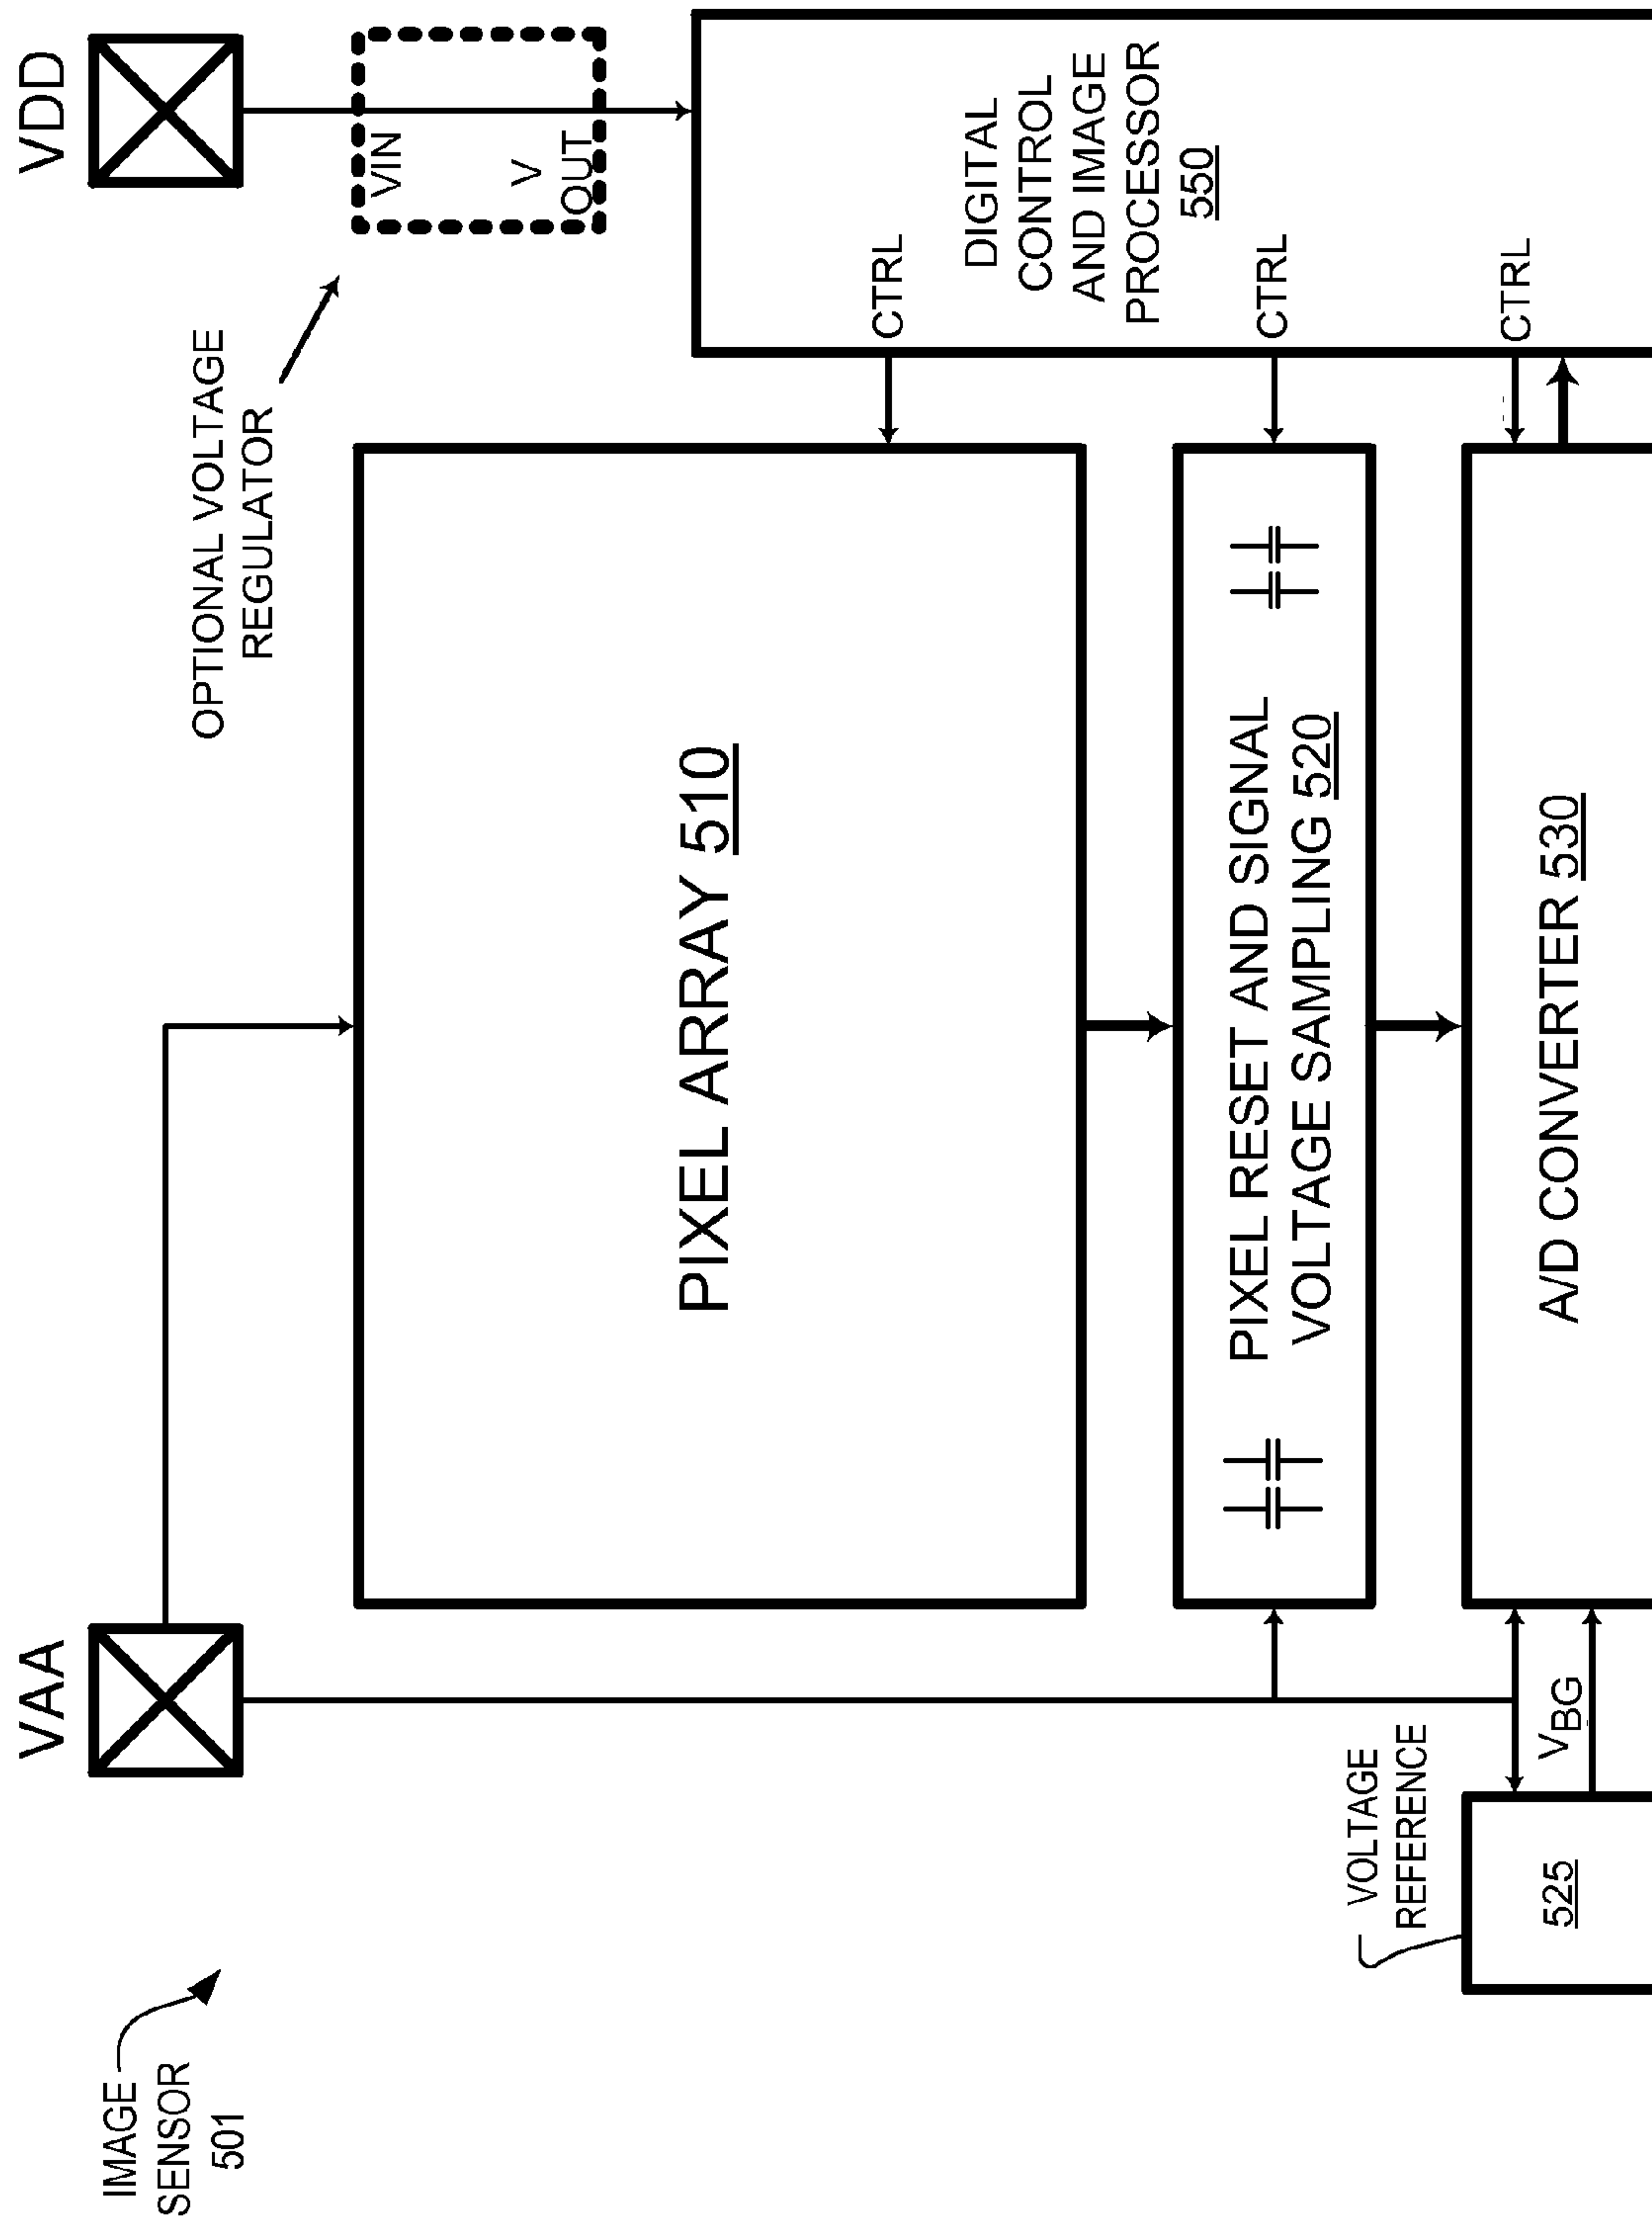 IMAGE
SENSOR
501
VAA
VDD
OPTIONAL VOLTAGE
REGULATOR
VIN
V
OUT
PIXEL ARRAY 510
CTRL
DIGITAL
CONTROL
AND IMAGE
PROCESSOR
550
PIXEL RESET AND SIGNAL
VOLTAGE SAMPLING 520
CTRL
VOLTAGE
REFERENCE
525
VBG
A/D CONVERTER 530
CTRL